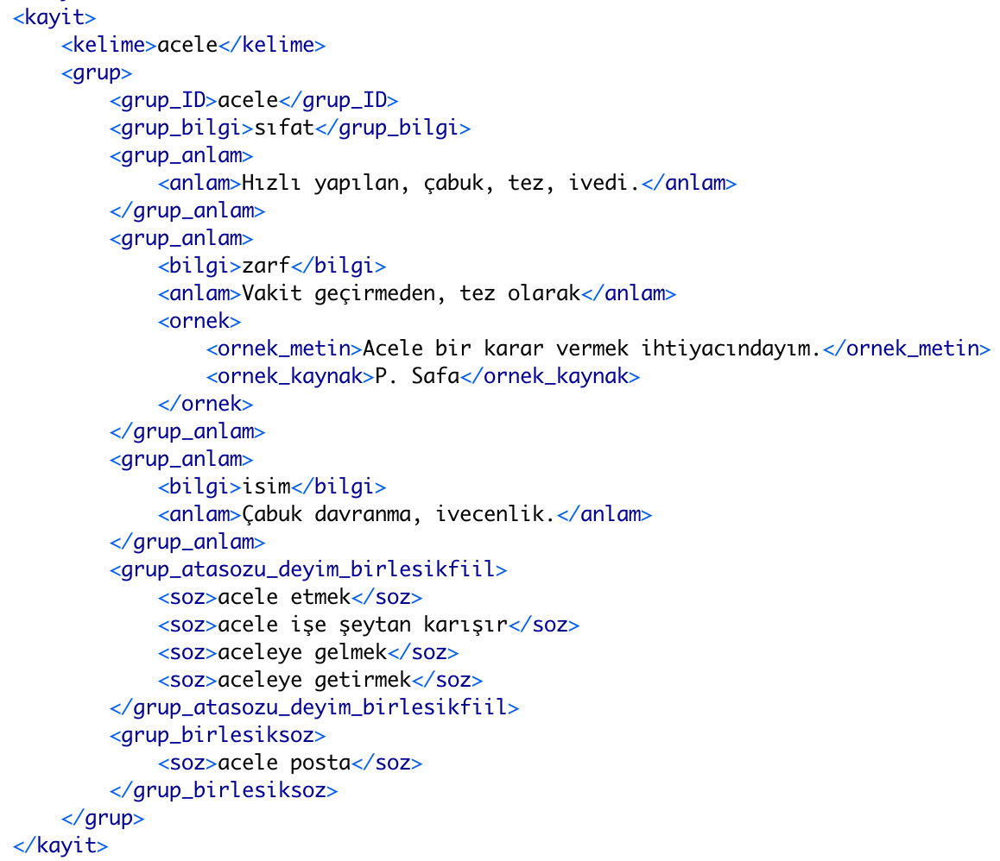 <kayit>
<kelime>acele</kelime>
<grup>
<grup_ID>acele</grup_ID>
<grup_bilgi>sıfat</grup_bilgi>
<grup_anlam>
<anlam>Hızlı yapılan, çabuk, tez, ivedi.</anlam>
</grup_anlam>
<grup_anlam>
<bilgi>zarf</bilgi>
<anlam>Vakit geçirmeden, tez olarak</anlam>
<ornek>
<ornek_metin>Acele bir karar vermek ihtiyacındayım.</ornek_metin>
<ornek_kaynak>P. Safa</ornek_kaynak>
</ornek>
</grup_anlam>
<grup_anlam>
<bilgi>isim</bilgi>
<anlam>Çabuk davranma, ivecenlik.</anlam>
</grup_anlam>
<grup_atasozu_deyim_birlesikfiil>
<soz>acele etmek</soz>
<soz>acele işe şeytan karışır</soz>
<soz>aceleye gelmek</soz>
<soz>aceleye getirmek</soz>
</grup_atasozu_deyim_birlesikfiil>
<grup_birlesiksoz>
<soz>acele posta</soz>
</grup_birlesiksoz>
</grup>
</kayit>